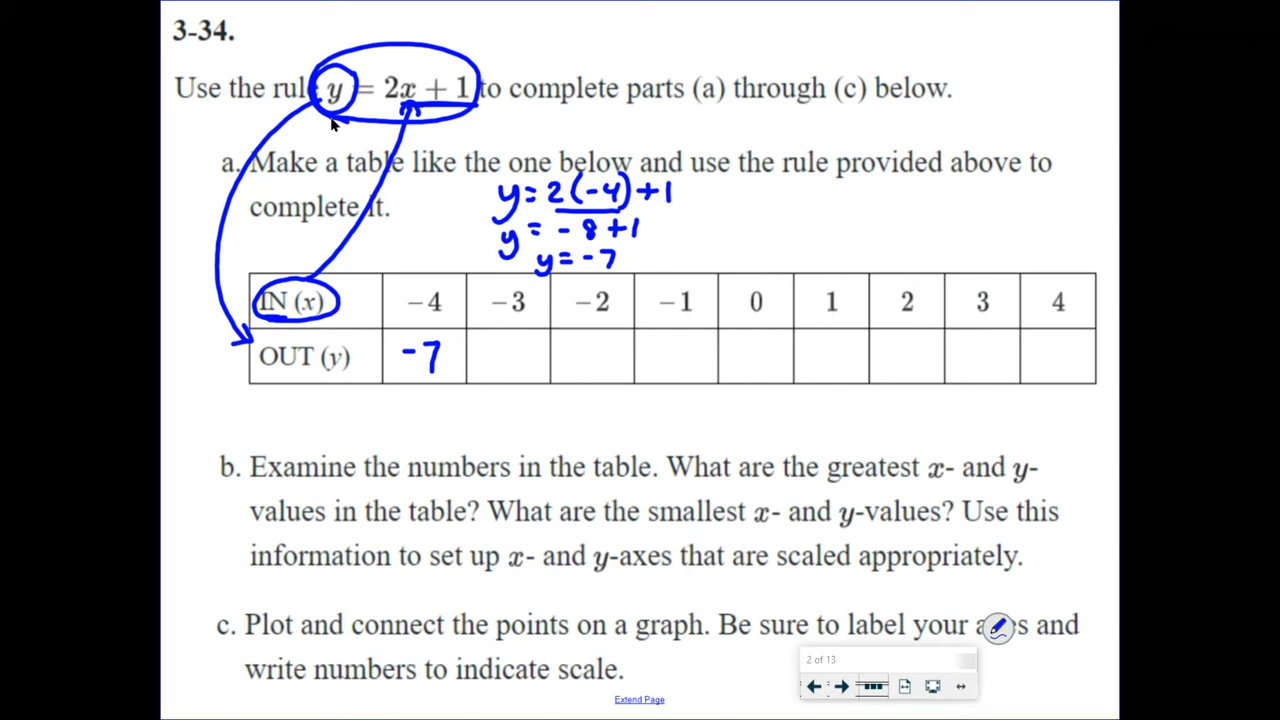 3-34.
Use the rul y = 2x + 1 to complete parts (a) through (c) below.
a. Make a table like the one below and use the rule provided above to
complete it.
y = 2(-4)+1
y = -8+1
y = -7
IN (x) −4 −3 −2 −1 0 1 2 3 4
OUT (y) -7
b. Examine the numbers in the table. What are the greatest x- and y-
values in the table? What are the smallest x- and y-values? Use this
information to set up x- and y-axes that are scaled appropriately.
c. Plot and connect the points on a graph. Be sure to label your and
write numbers to indicate scale.
2 of 13
Extend Page